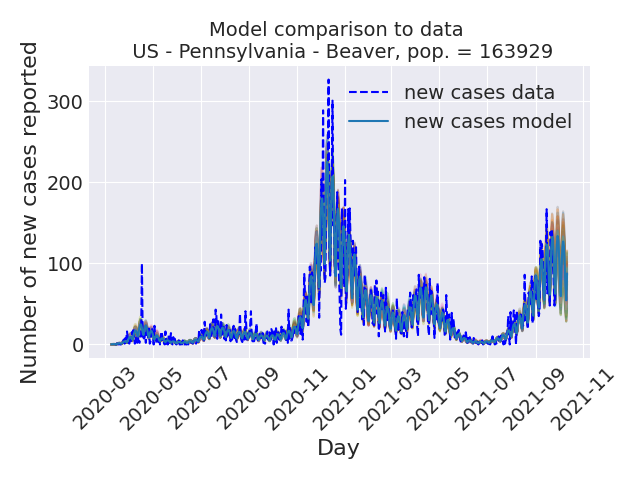 Model comparison to data
US - Pennsylvania - Beaver, pop. = 163929
Number of new cases reported
300
200
100
0
new cases data
new cases model
2020-03
2020-05
2020-07
2020-09
2020-11
2021-01
2021-03
2021-05
2021-07
2021-09
2021-11
Day